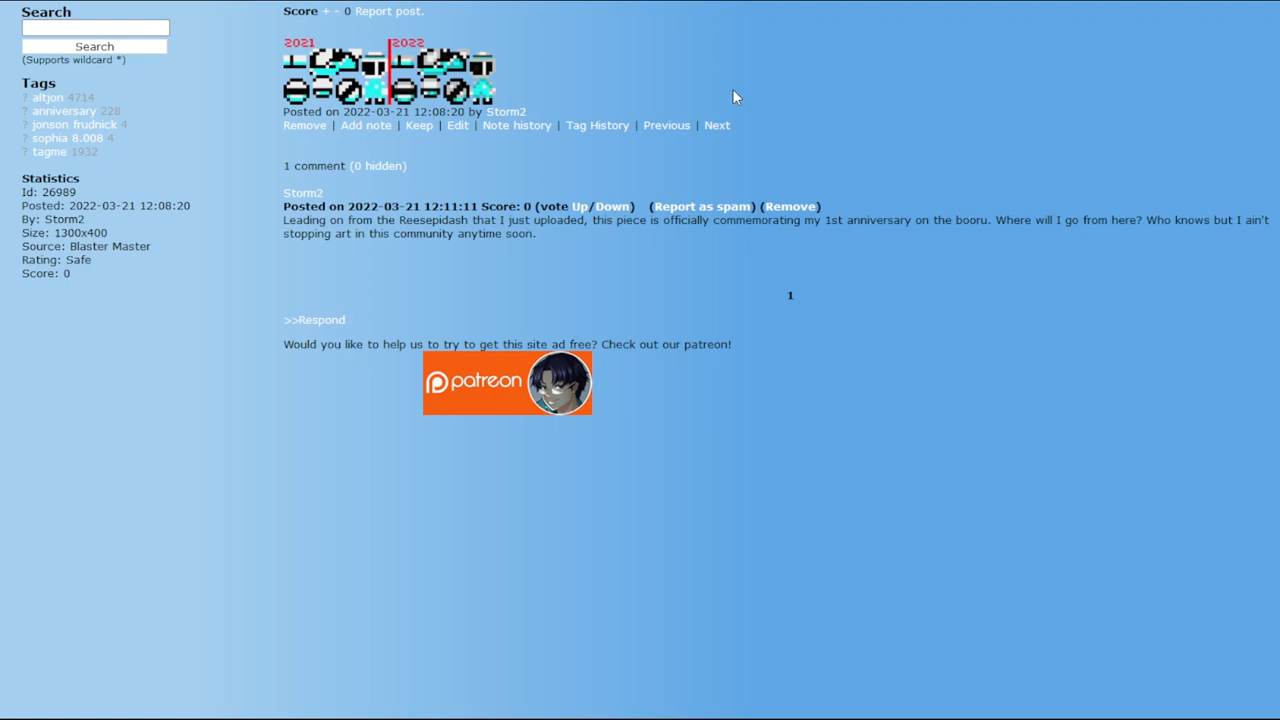 Search
Search
(Supports wildcard *)
Tags
? altjon 4714
? anniversary 228
? jonson frudnick 4
? sophia 8.008 4
? tagme 1932
Statistics
Id: 26989
Posted: 2022-03-21 12:08:20
By: Storm2
Size: 1300x400
Source: Blaster Master
Rating: Safe
Score: 0
Score + - 0 Report post.
2021 2022
Posted on 2022-03-21 12:08:20 by Storm2
Remove | Add note | Keep | Edit | Note history | Tag History | Previous | Next
1 comment (0 hidden)
Storm2
Posted on 2022-03-21 12:11:11 Score: 0 (vote Up/Down) (Report as spam) (Remove)
Leading on from the Reesepidash that I just uploaded, this piece is officially commemorating my 1st anniversary on the booru. Where will I go from here? Who knows but I ain't
stopping art in this community anytime soon.
1
>>Respond
Would you like to help us to try to get this site ad free? Check out our patreon!
patreon